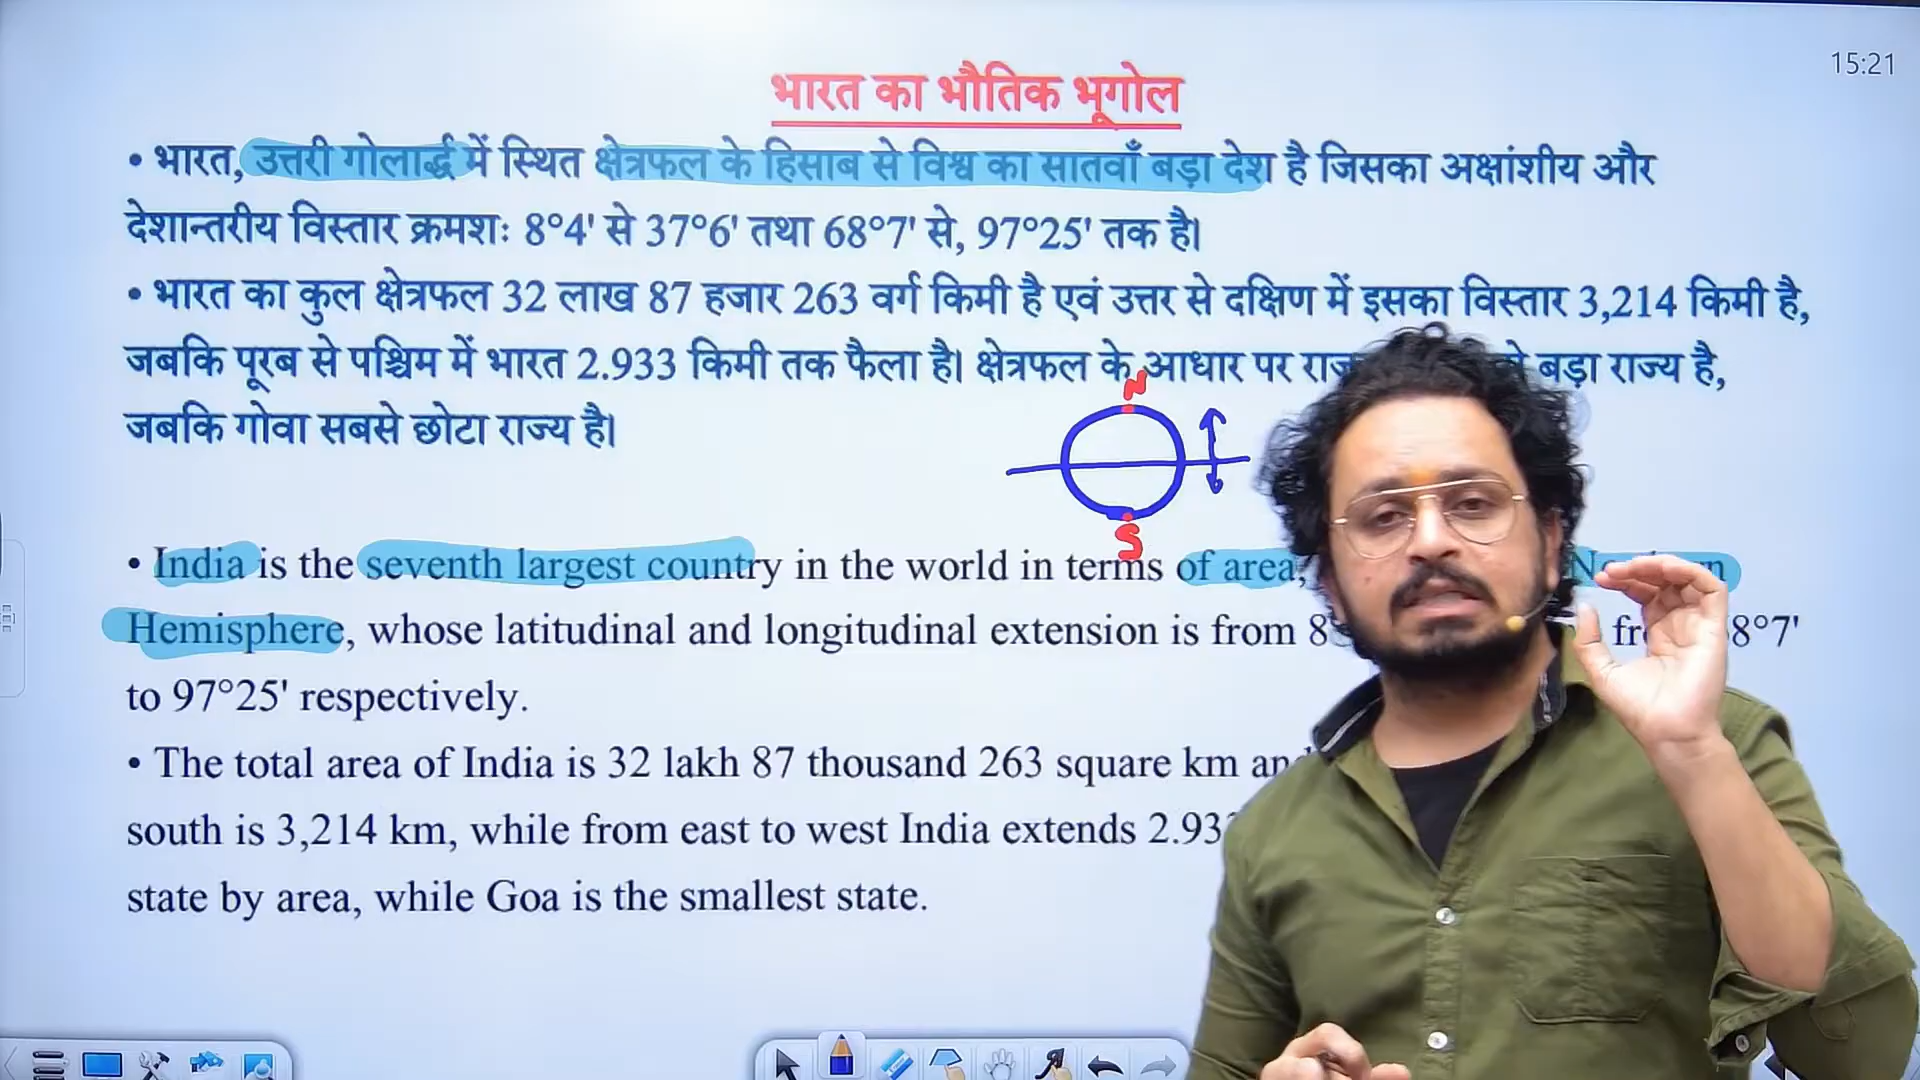 15:21
भारत का भौतिक भूगोल
• भारत, उत्तरी गोलार्द्ध में स्थित क्षेत्रफल के हिसाब से विश्व का सातवाँ बड़ा देश है जिसका अक्षांशीय और
देशान्तरीय विस्तार क्रमशः 8°4' से 37°6' तथा 68°7' से, 97°25' तक है।
• भारत का कुल क्षेत्रफल 32 लाख 87 हजार 263 वर्ग किमी है एवं उत्तर से दक्षिण में इसका विस्तार 3,214 किमी है,
जबकि पूरब से पश्चिम में भारत 2.933 किमी तक फैला है। क्षेत्रफल के आधार पर बड़ा राज्य है,
जबकि गोवा सबसे छोटा राज्य है।
N
S
• India is the seventh largest country in the world in terms of area,
Hemisphere, whose latitudinal and longitudinal extension is from 8°7'
to 97°25' respectively.
• The total area of India is 32 lakh 87 thousand 263 square km
south is 3,214 km, while from east to west India extends
state by area, while Goa is the smallest state.